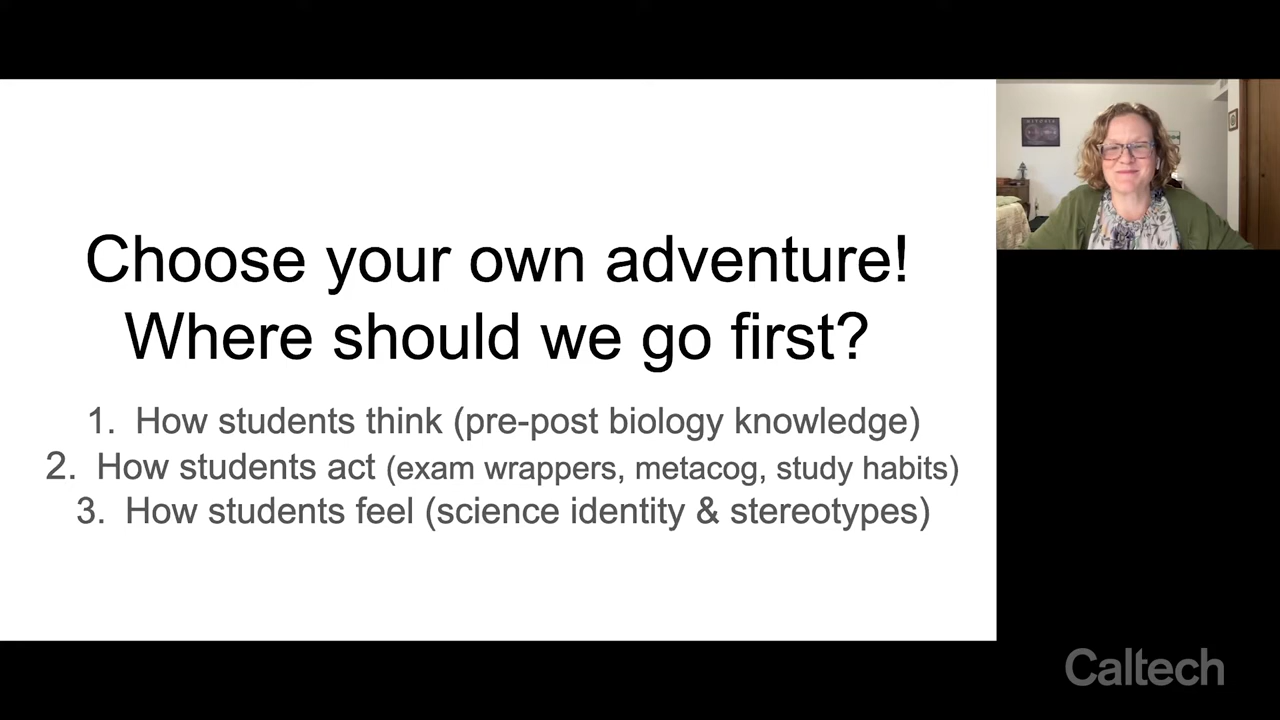 Choose your own adventure!
Where should we go first?
1. How students think (pre-post biology knowledge)
2. How students act (exam wrappers, metacog, study habits)
3. How students feel (science identity & stereotypes)
Caltech